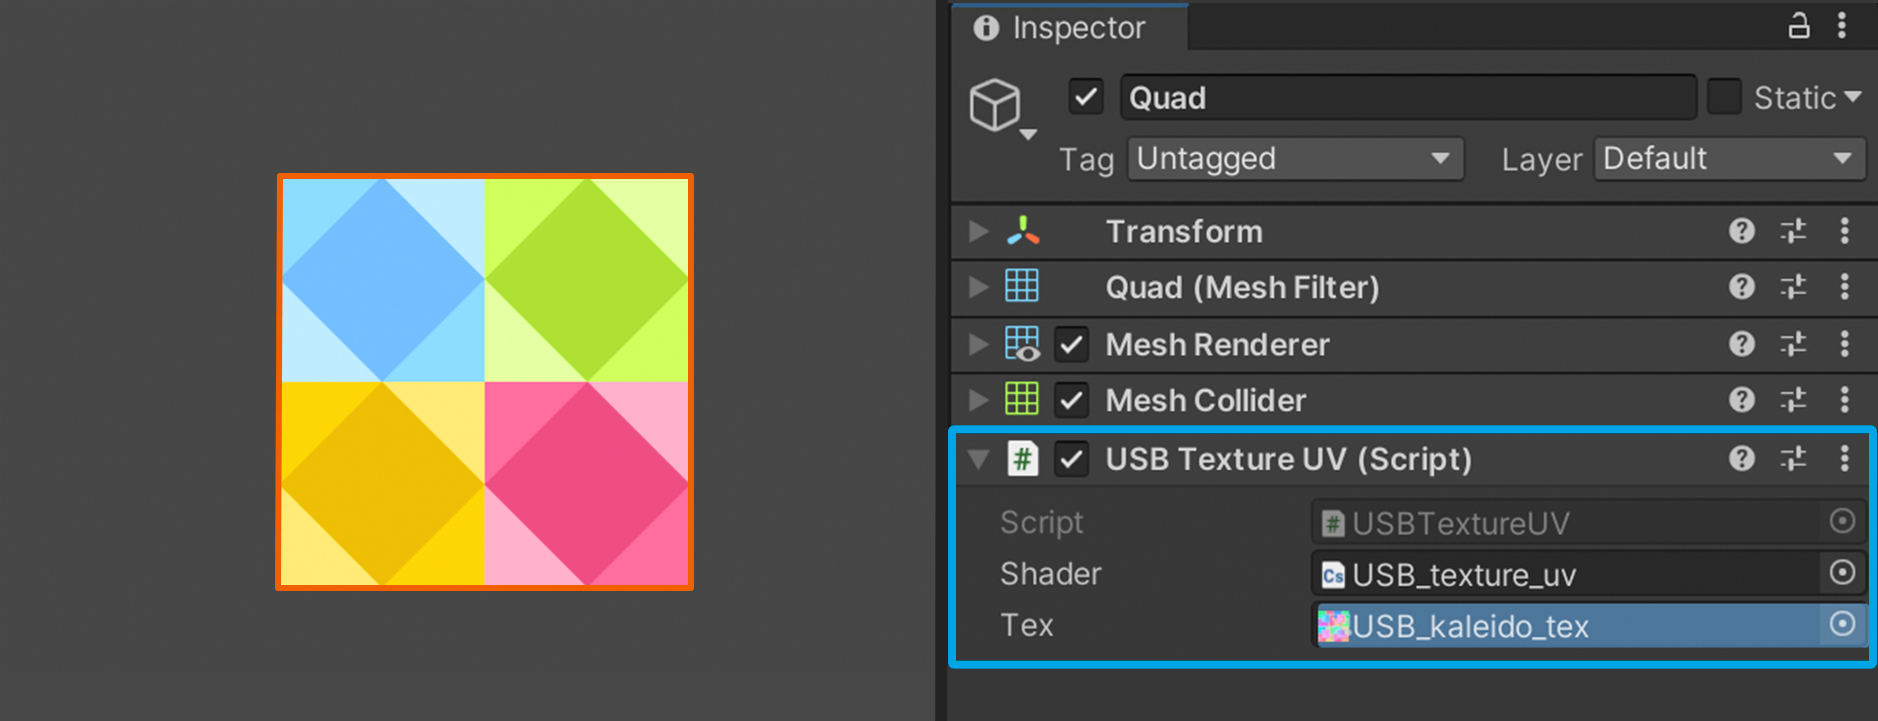 Inspector
Quad
Static
Tag Untagged Layer Default
Transform
Quad (Mesh Filter)
Mesh Renderer
Mesh Collider
# USB Texture UV (Script)
Script # USBTextureUV
Shader Cs USB_texture_uv
Tex USB_kaleido_tex